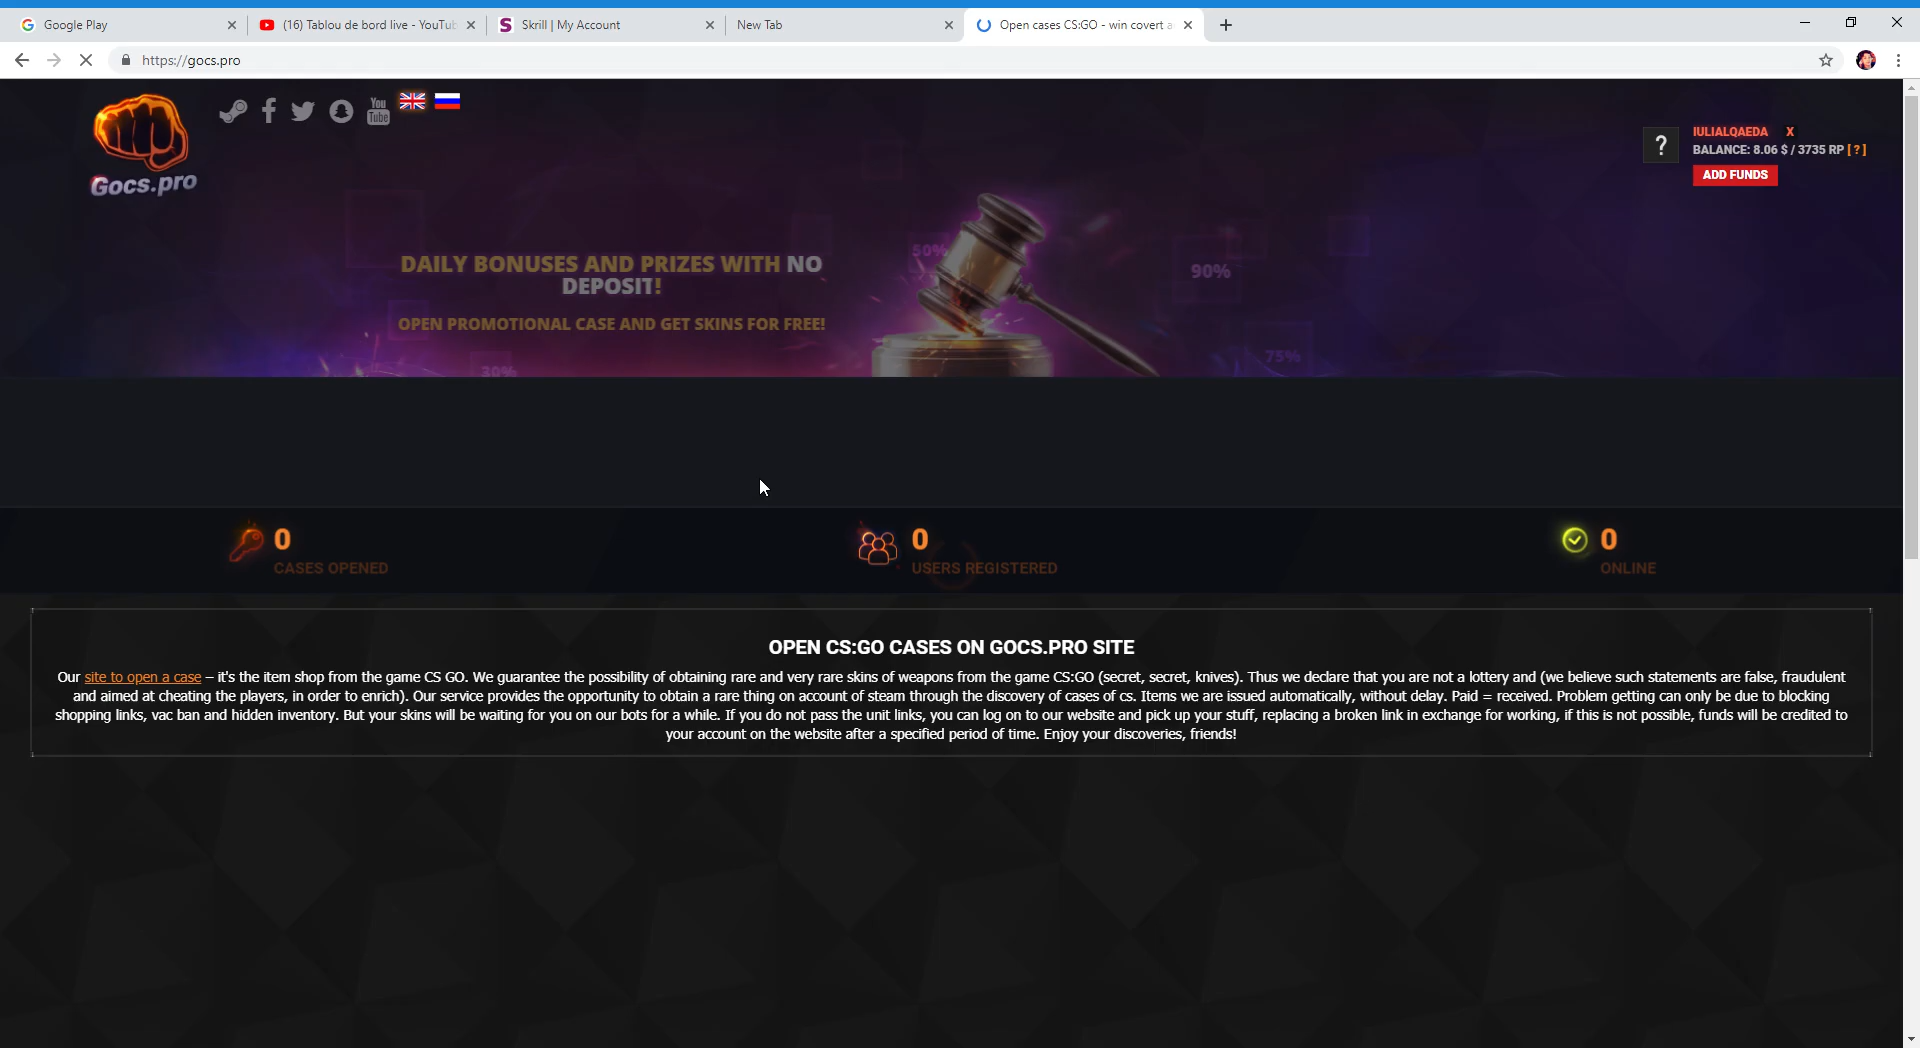 Google Play
(16) Tablou de bord live - YouTub
Skrill | My Account
New Tab
Open cases CS:GO - win covert a
https://gocs.pro
You
Tube
Gocs.pro
?
IULIALQAEDA X
BALANCE: 8.06 $ / 3735 RP [ ? ]
ADD FUNDS
DAILY BONUSES AND PRIZES WITH NO
DEPOSIT!
OPEN PROMOTIONAL CASE AND GET SKINS FOR FREE!
50%
90%
75%
30%
0
CASES OPENED
0
USERS REGISTERED
0
ONLINE
OPEN CS:GO CASES ON GOCS.PRO SITE
Our site to open a case – it's the item shop from the game CS GO. We guarantee the possibility of obtaining rare and very rare skins of weapons from the game CS:GO (secret, secret, knives). Thus we declare that you are not a lottery and (we believe such statements are false, fraudulent
and aimed at cheating the players, in order to enrich). Our service provides the opportunity to obtain a rare thing on account of steam through the discovery of cases of cs. Items we are issued automatically, without delay. Paid = received. Problem getting can only be due to blocking
shopping links, vac ban and hidden inventory. But your skins will be waiting for you on our bots for a while. If you do not pass the unit links, you can log on to our website and pick up your stuff, replacing a broken link in exchange for working, if this is not possible, funds will be credited to
your account on the website after a specified period of time. Enjoy your discoveries, friends!